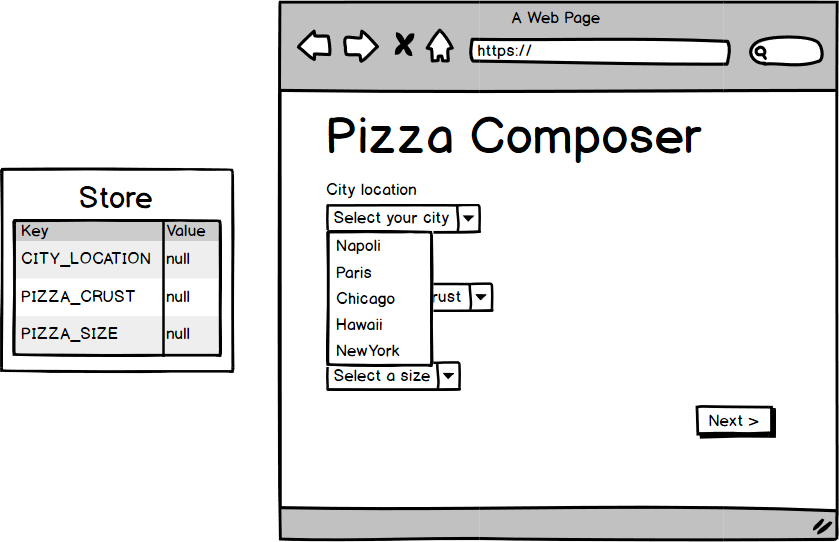 A Web Page
https://
Pizza Composer
City location
Select your city
Napoli
Paris
Chicago
rust
Hawaii
NewYork
Select a size
Next >
Store
Key Value
CITY_LOCATION null
PIZZA_CRUST null
PIZZA_SIZE null